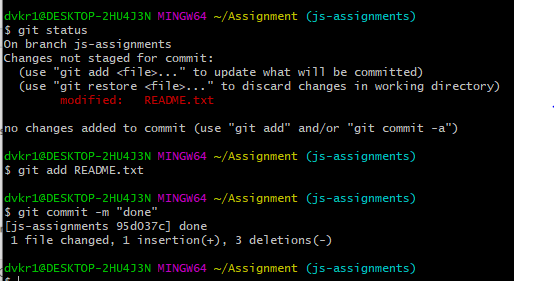 dvkr1@DESKTOP-2HU4J3N MINGW64 ~/Assignment (js-assignments)
$ git status
On branch js-assignments
Changes not staged for commit:
  (use "git add <file>..." to update what will be committed)
  (use "git restore <file>..." to discard changes in working directory)
        modified:   README.txt

no changes added to commit (use "git add" and/or "git commit -a")

dvkr1@DESKTOP-2HU4J3N MINGW64 ~/Assignment (js-assignments)
$ git add README.txt

dvkr1@DESKTOP-2HU4J3N MINGW64 ~/Assignment (js-assignments)
$ git commit -m "done"
[js-assignments 95d037c] done
 1 file changed, 1 insertion(+), 3 deletions(-)

dvkr1@DESKTOP-2HU4J3N MINGW64 ~/Assignment (js-assignments)
$